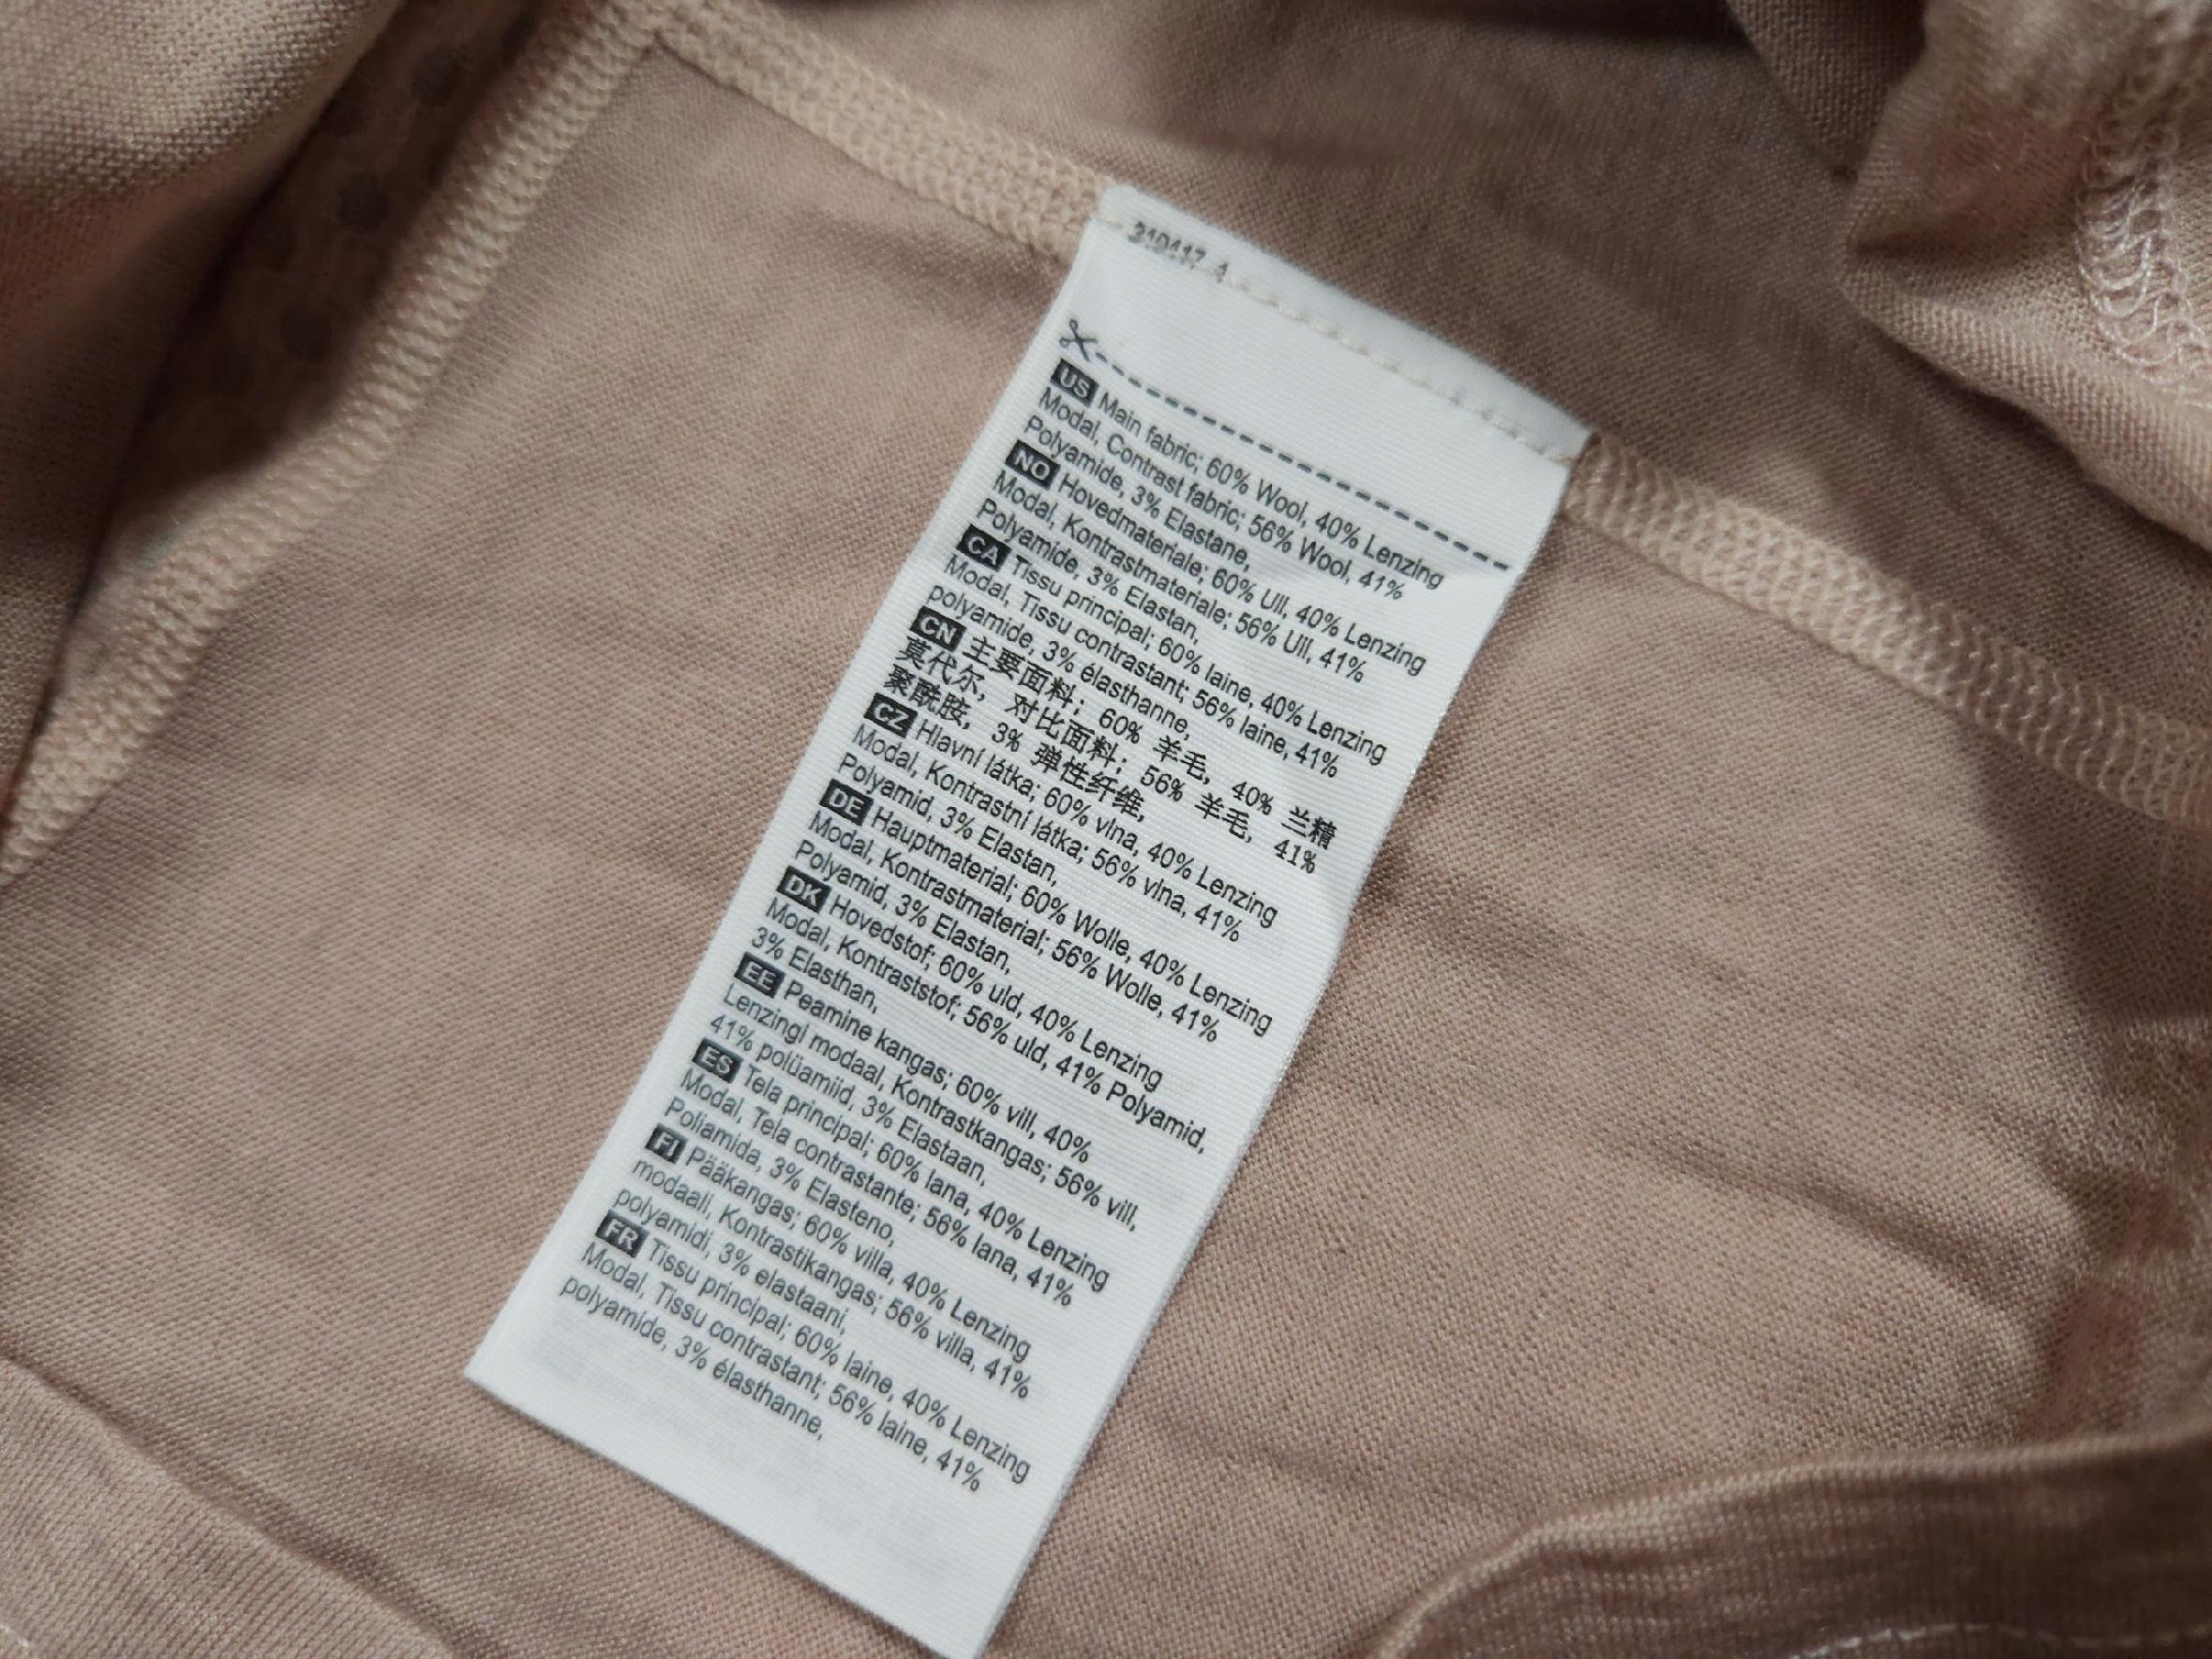 310417 1
US Main fabric; 60% Wool, 40% Lenzing
Modal, Contrast fabric; 56% Wool, 41%
Polyamide, 3% Elastane,
NO Hovedmateriale; 60% Ull, 40% Lenzing
Modal, Kontrastmateriale; 56% Ull, 41%
Polyamide, 3% Elastan,
CA Tissu principal; 60% laine, 40% Lenzing
Modal, Tissu contrastant; 56% laine, 41%
polyamide, 3% élasthanne,
CN 主要面料； 60% 羊毛， 40% 兰精
莫代尔， 对比面料； 56% 羊毛， 41%
聚酰胺， 3% 弹性纤维，
CZ Hlavní látka; 60% vlna, 40% Lenzing
Modal, Kontrastní látka; 56% vlna, 41%
Polyamid, 3% Elastan,
DE Hauptmaterial; 60% Wolle, 40% Lenzing
Modal, Kontrastmaterial; 56% Wolle, 41%
Polyamid, 3% Elastan,
DK Hovedstof; 60% uld, 40% Lenzing
Modal, Kontraststof; 56% uld, 41% Polyamid,
3% Elasthan,
EE Peamine kangas; 60% vill, 40%
Lenzingi modaal, Kontrastkangas; 56% vill,
41% polüamiid, 3% Elastaan,
ES Tela principal; 60% lana, 40% Lenzing
Modal, Tela contrastante; 56% lana, 41%
Poliamida, 3% Elasteno,
FI Pääkangas; 60% villa, 40% Lenzing
modaali, Kontrastikangas; 56% villa, 41%
polyamidi, 3% elastaani,
FR Tissu principal; 60% laine, 40% Lenzing
Modal, Tissu contrastant; 56% laine, 41%
polyamide, 3% élasthanne,